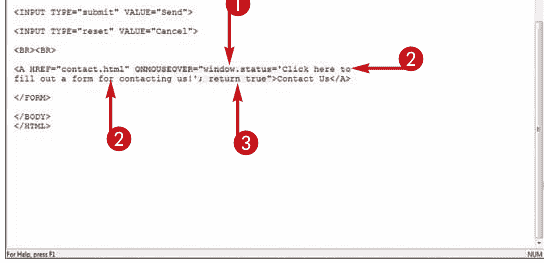 <INPUT TYPE="submit" VALUE="Send">
1
<INPUT TYPE="reset" VALUE="Cancel">
<BR><BR>
<A HREF="contact.html" ONMOUSEOVER="window.status='Click here to
2
fill out a form for contacting us!'; return true">Contact Us</A>
</FORM>
</BODY>
</HTML>
2
3
For Help, press F1
NUM